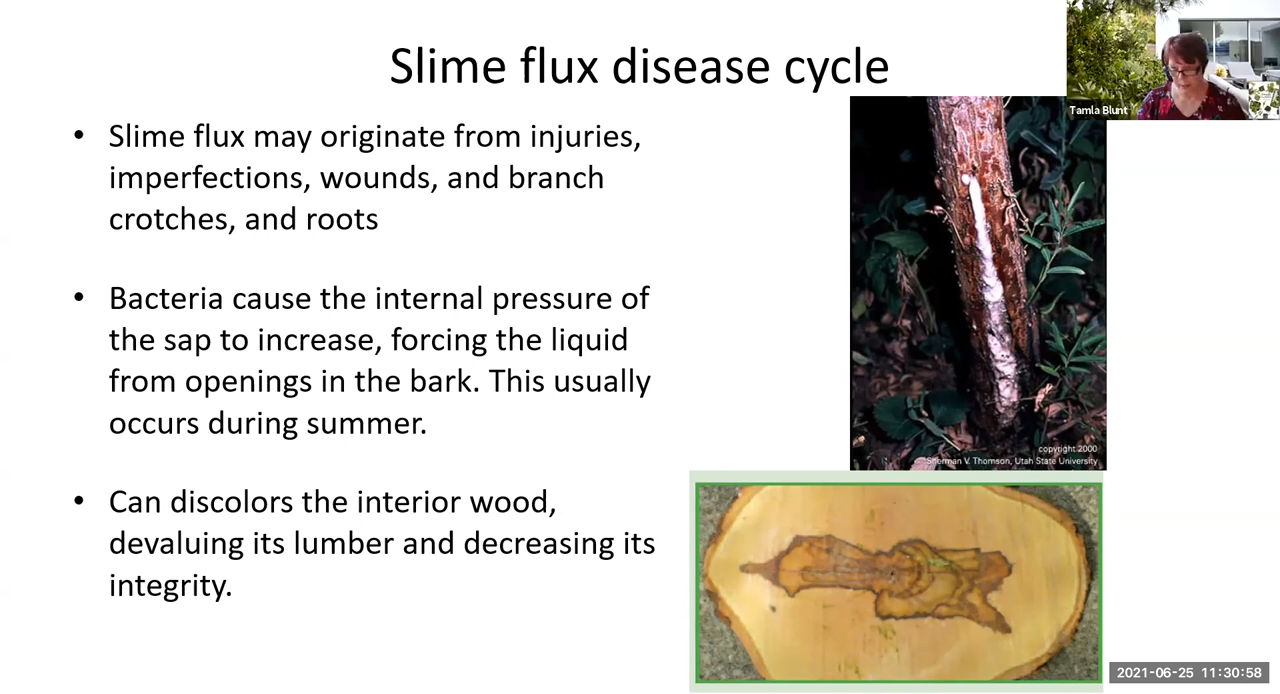 Slime flux disease cycle
Tamla Blunt
• Slime flux may originate from injuries,
imperfections, wounds, and branch
crotches, and roots
• Bacteria cause the internal pressure of
the sap to increase, forcing the liquid
from openings in the bark. This usually
occurs during summer.
• Can discolors the interior wood,
devaluing its lumber and decreasing its
integrity.
copyright 2000
Sherman V. Thomson, Utah State University
2021-06-25 11:30:58